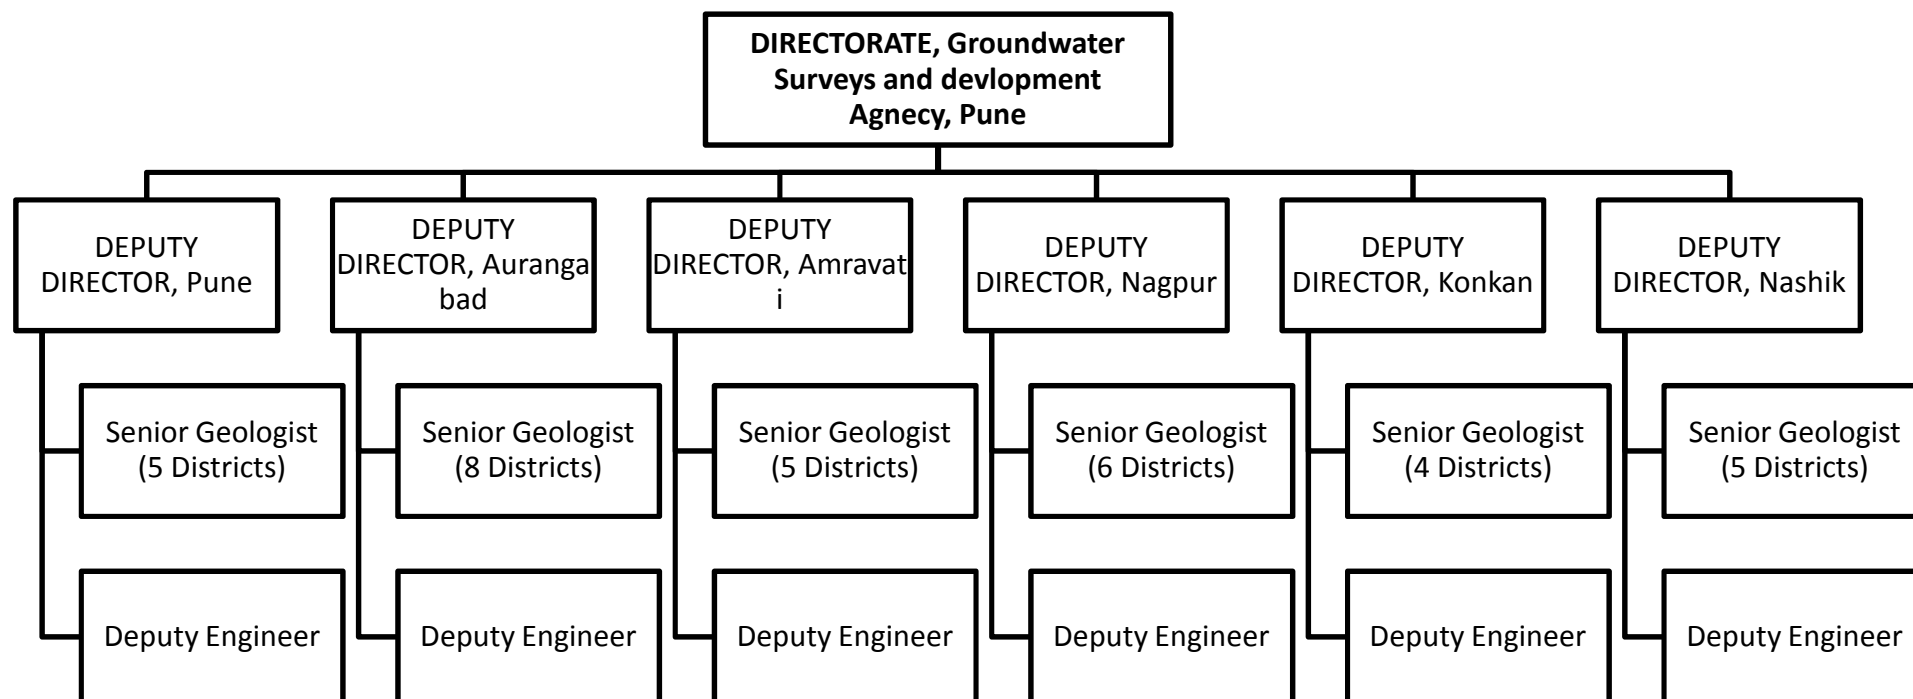 DIRECTORATE, Groundwater
Surveys and devlopment
Agnecy, Pune
DEPUTY
DIRECTOR, Pune
DEPUTY
DIRECTOR, Auranga
bad
DEPUTY
DIRECTOR, Amravat
i
DEPUTY
DIRECTOR, Nagpur
DEPUTY
DIRECTOR, Konkan
DEPUTY
DIRECTOR, Nashik
Senior Geologist
(5 Districts)
Senior Geologist
(8 Districts)
Senior Geologist
(5 Districts)
Senior Geologist
(6 Districts)
Senior Geologist
(4 Districts)
Senior Geologist
(5 Districts)
Deputy Engineer
Deputy Engineer
Deputy Engineer
Deputy Engineer
Deputy Engineer
Deputy Engineer